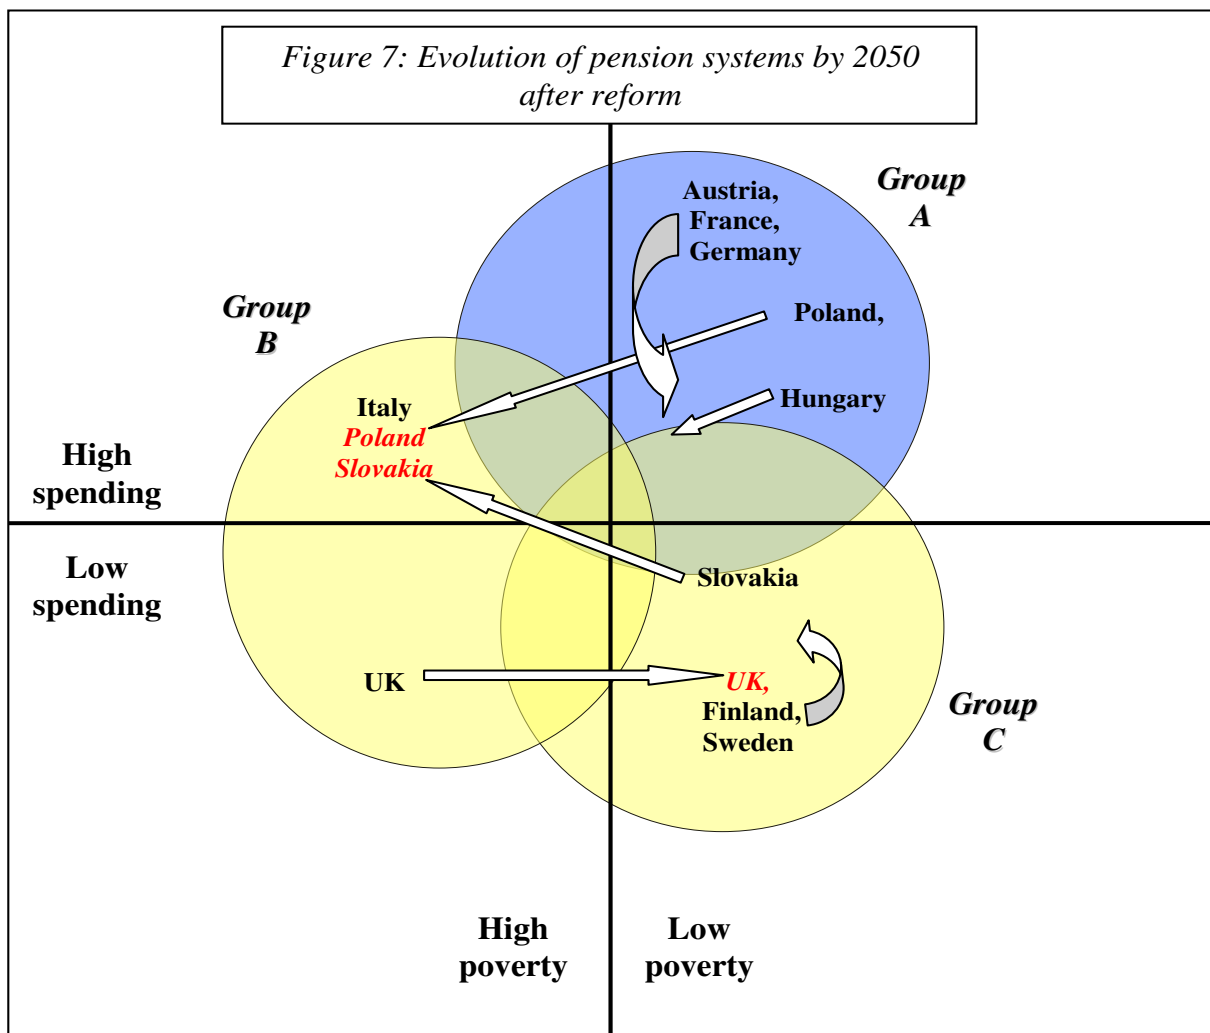 Figure 7: Evolution of pension systems by 2050
after reform
Group
A
Austria,
France,
Germany
Group
B
Poland,
Hungary
Italy
Poland
Slovakia
High
spending
Low
spending
Slovakia
UK
UK,
Finland,
Sweden
Group
C
High
poverty
Low
poverty